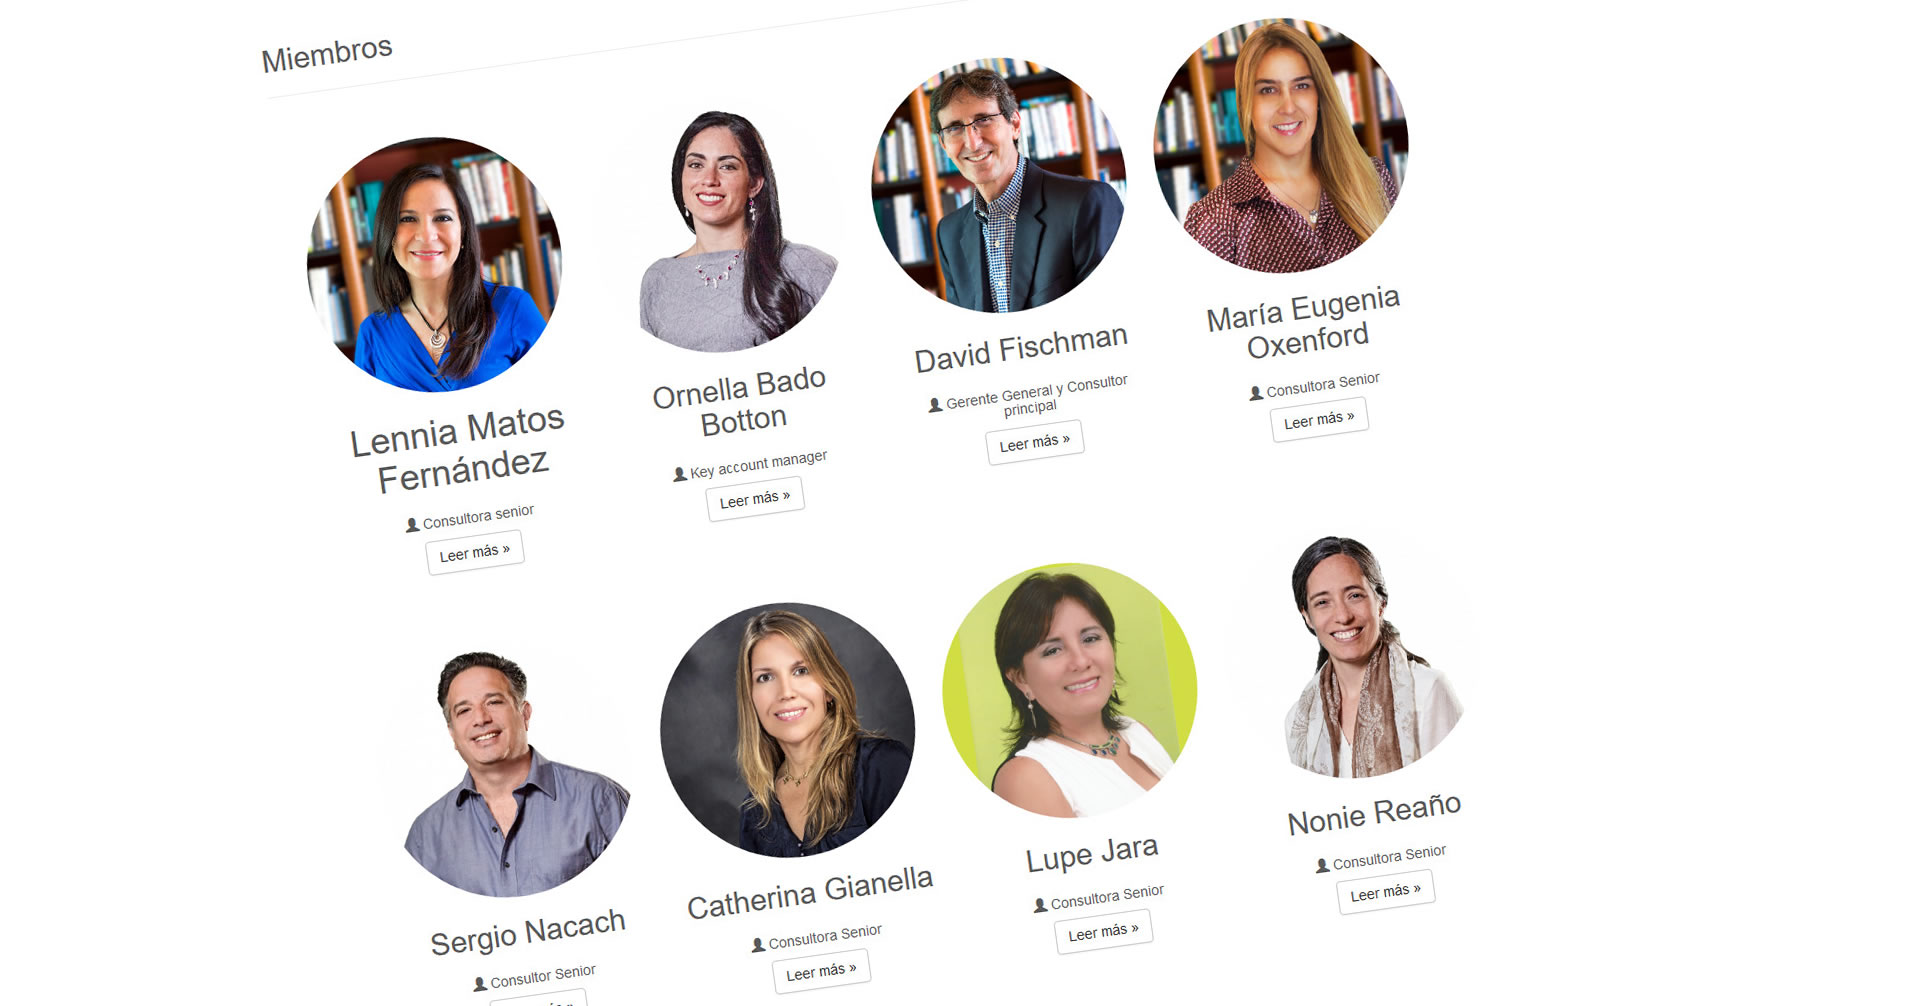 Miembros
Lennia Matos
Fernández
Consultora senior
Leer más »
Ornella Bado
Botton
Key account manager
Leer más »
David Fischman
Gerente General y Consultor
principal
Leer más »
María Eugenia
Oxenford
Consultora Senior
Leer más »
Sergio Nacach
Consultor Senior
Catherina Gianella
Consultora Senior
Leer más »
Lupe Jara
Consultora Senior
Leer más »
Nonie Reaño
Consultora Senior
Leer más »